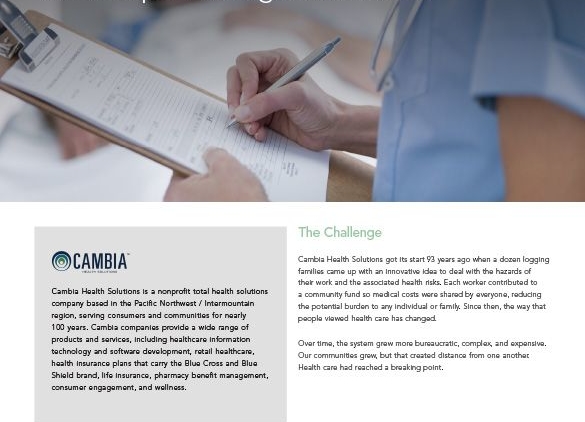 CAMBIA
HEALTH SOLUTIONS
Cambia Health Solutions is a nonprofit total health solutions
company based in the Pacific Northwest / Intermountain
region, serving consumers and communities for nearly
100 years. Cambia companies provide a wide range of
products and services, including healthcare information
technology and software development, retail healthcare,
health insurance plans that carry the Blue Cross and Blue
Shield brand, life insurance, pharmacy benefit management,
consumer engagement, and wellness.
The Challenge
Cambia Health Solutions got its start 93 years ago when a dozen logging
families came up with an innovative idea to deal with the hazards of
their work and the associated health risks. Each worker contributed to
a community fund so medical costs were shared by everyone, reducing
the potential burden to any individual or family. Since then, the way that
people viewed health care has changed.
Over time, the system grew more bureaucratic, complex, and expensive.
Our communities grew, but that created distance from one another.
Health care had reached a breaking point.